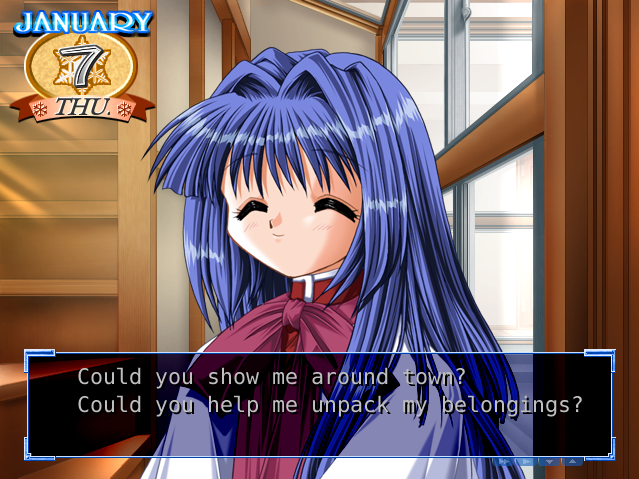 JANUARY
7
THU.
Could you show me around town?
Could you help me unpack my belongings?